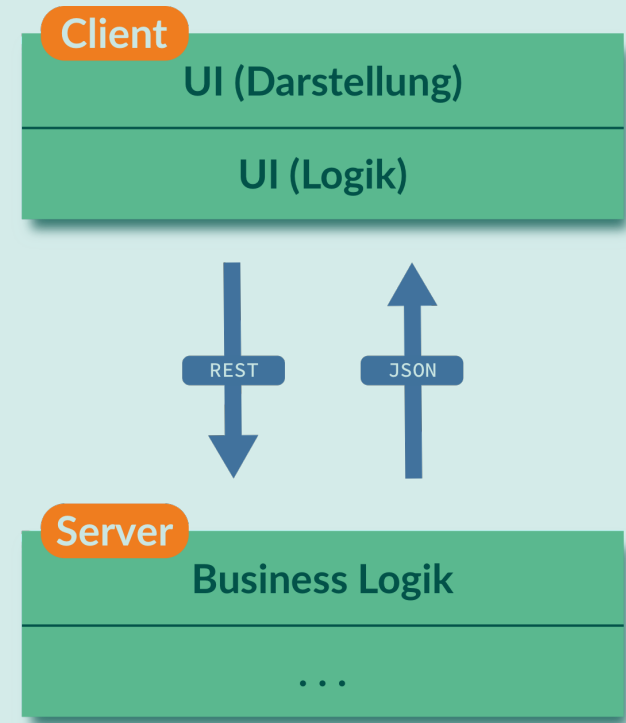 Client
UI (Darstellung)
UI (Logik)
REST
JSON
Server
Business Logik
...